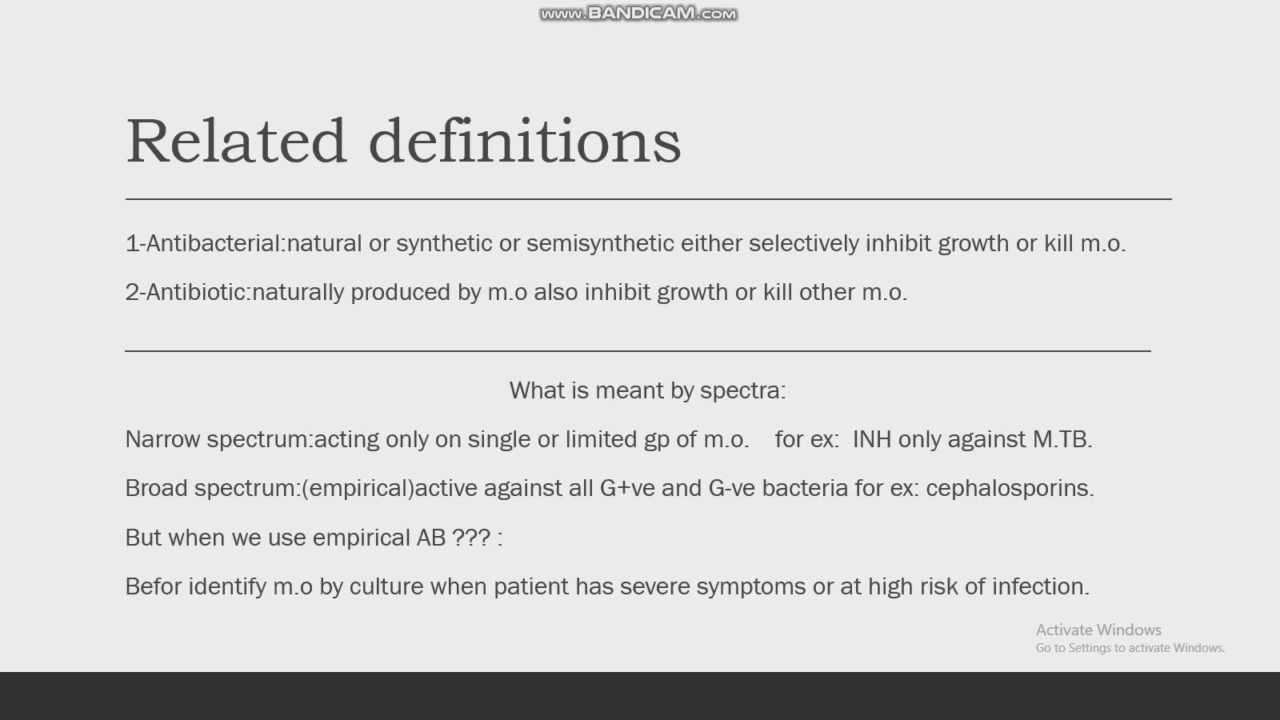 www.BANDICAM.com
Related definitions
1-Antibacterial:natural or synthetic or semisynthetic either selectively inhibit growth or kill m.o.
2-Antibiotic:naturally produced by m.o also inhibit growth or kill other m.o.
What is meant by spectra:
Narrow spectrum:acting only on single or limited gp of m.o.    for ex:  INH only against M.TB.
Broad spectrum:(empirical)active against all G+ve and G-ve bacteria for ex: cephalosporins.
But when we use empirical AB ??? :
Befor identify m.o by culture when patient has severe symptoms or at high risk of infection.
Activate Windows
Go to Settings to activate Windows.